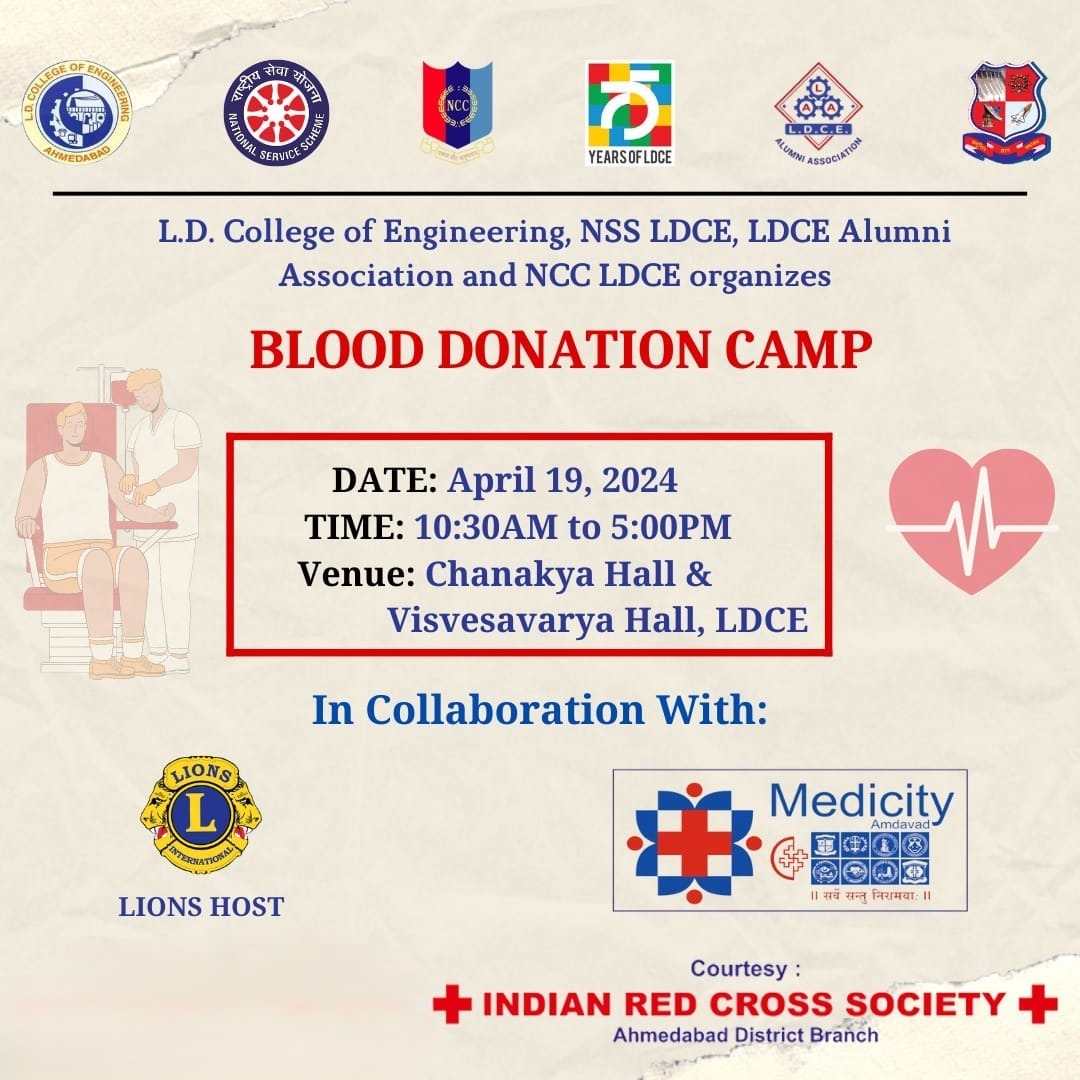 L.D. COLLEGE OF ENGINEERING
AHMEDABAD
राष्ट्रीय सेवा योजना
NATIONAL SERVICE SCHEME
NCC
75
YEARS OF LDCE
L A A
L.D.C.E.
ALUMNI ASSOCIATION
L.D. College of Engineering, NSS LDCE, LDCE Alumni
Association and NCC LDCE organizes
BLOOD DONATION CAMP
DATE: April 19, 2024
TIME: 10:30AM to 5:00PM
Venue: Chanakya Hall &
Visvesavarya Hall, LDCE
In Collaboration With:
LIONS
L
INTERNATIONAL
LIONS HOST
Medicity
Amdavad
।। सर्वे सन्तु निरामयाः ।।
Courtesy :
INDIAN RED CROSS SOCIETY
Ahmedabad District Branch